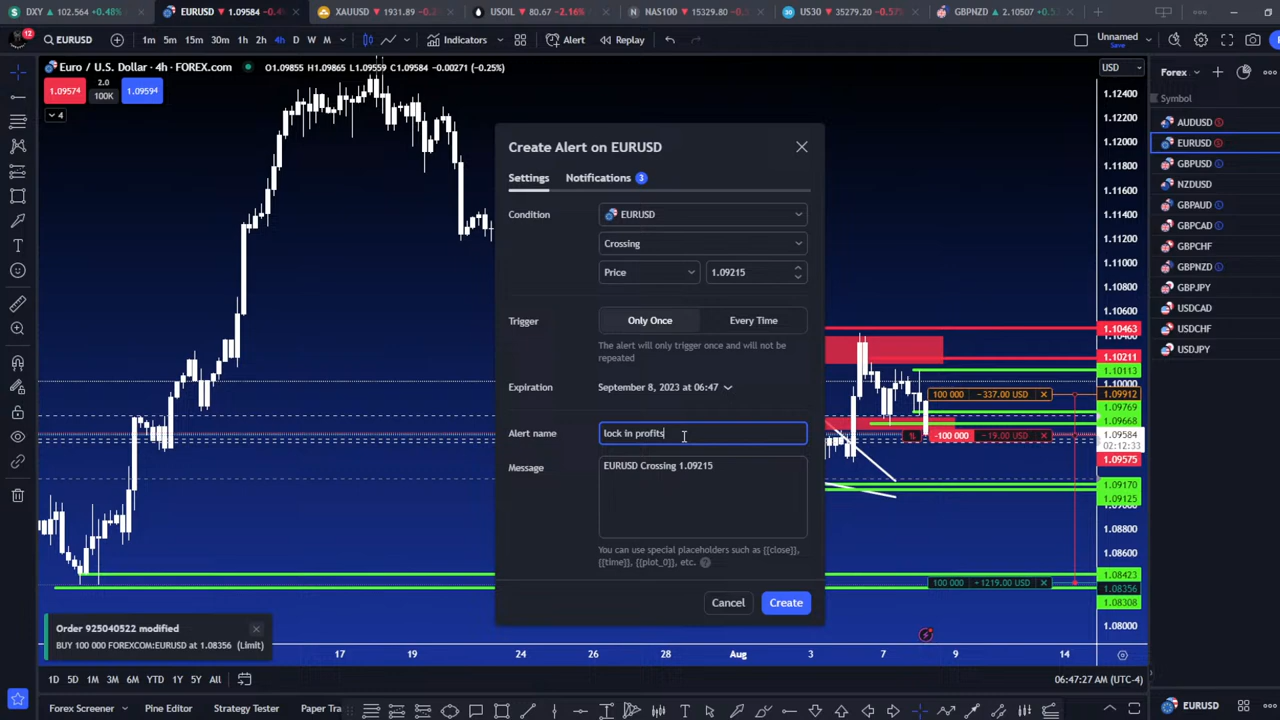 DXY 102.564 +0.48%
EURUSD 1.09584
XAUUSD 1931.89
USOIL 80.67 −2.16%
NAS100 15329.80
US30 35279.20
GBPNZD 2.10507
EURUSD
1m 5m 15m 30m 1h 2h 4h D W M
Indicators
Alert
Replay
Unnamed
Save
Euro / U.S. Dollar · 4h · FOREX.com
O1.09855 H1.09865 L1.09559 C1.09584 −0.00271 (−0.25%)
1.09574
2.0
100K
1.09594
4
USD
Forex
Symbol
AUDUSD
EURUSD
GBPUSD
NZDUSD
GBPAUD
GBPCAD
GBPCHF
GBPNZD
GBPJPY
USDCAD
USDCHF
USDJPY
Create Alert on EURUSD
Settings
Notifications 3
Condition
EURUSD
Crossing
Price
1.09215
Trigger
Only Once
Every Time
The alert will only trigger once and will not be
repeated
Expiration
September 8, 2023 at 06:47
Alert name
lock in profits
Message
EURUSD Crossing 1.09215
You can use special placeholders such as {{close}},
{{time}}, {{plot_0}}, etc.
Cancel
Create
1.12400
1.12200
1.11800
1.11600
1.11400
1.11200
1.11000
1.10800
1.10600
1.10463
1.10211
1.10113
1.10000
1.09912
1.09769
1.09668
1.09584
02:12:33
1.09575
1.09170
1.09125
1.08800
1.08600
1.08423
1.08356
1.08308
1.08000
100 000 −337.00 USD
-100 000 −19.00 USD
100 000 +1219.00 USD
Order 925040522 modified
BUY 100 000 FOREXCOM:EURUSD at 1.08356 (Limit)
17 19 24 26 28 Aug 3 7 9 14
1D 5D 1M 3M 6M YTD 1Y 5Y All
06:47:27 AM (UTC-4)
Forex Screener
Pine Editor
Strategy Tester
Paper Tra
EURUSD